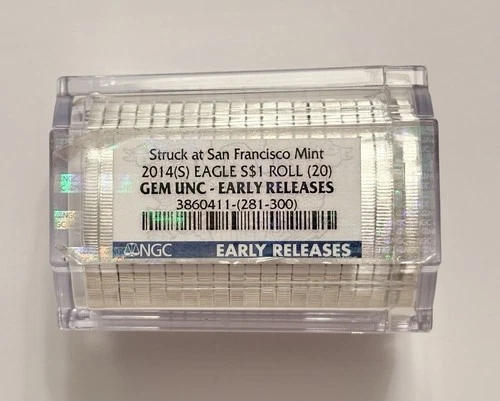 Struck at San Francisco Mint
2014(S) EAGLE S$1 ROLL (20)
GEM UNC - EARLY RELEASES
3860411-(281-300)
NGC EARLY RELEASES
NGC